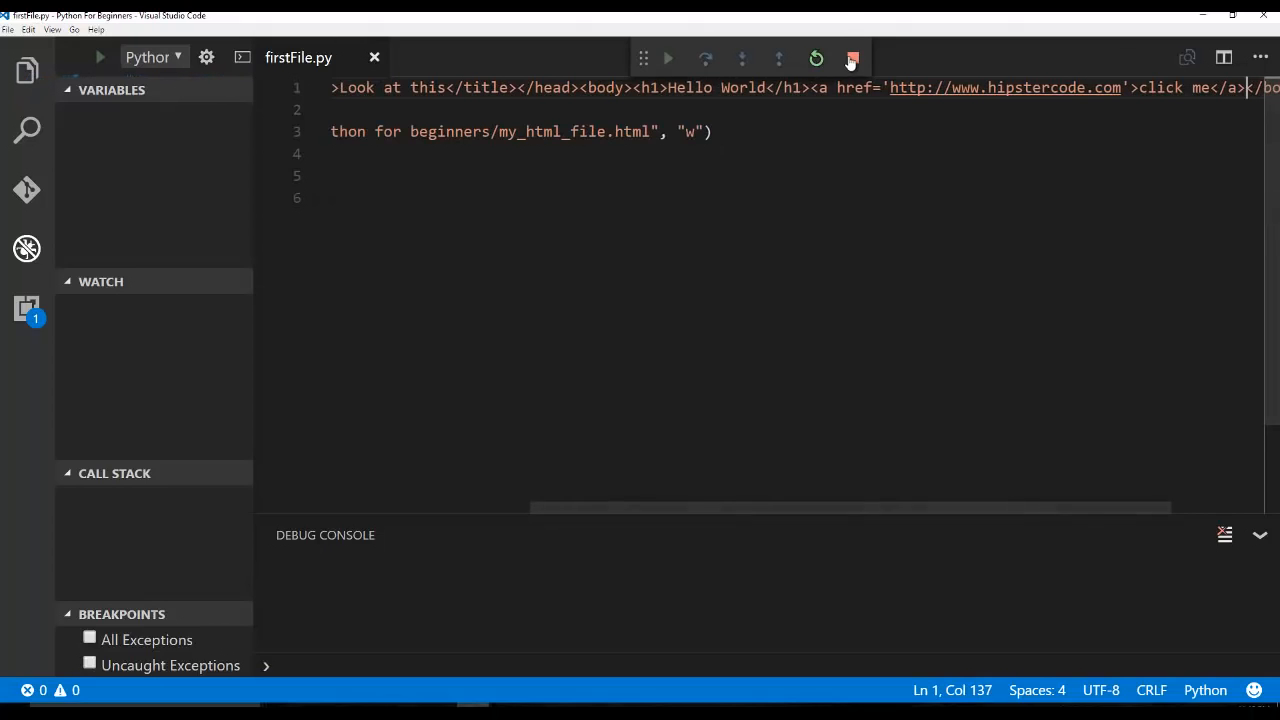 firstFile.py - Python For Beginners - Visual Studio Code
File Edit View Go Help
Python
firstFile.py
VARIABLES
1 >Look at this</title></head><body><h1>Hello World</h1><a href='http://www.hipstercode.com'>click me</a></bo
2
3 thon for beginners/my_html_file.html", "w")
4
5
6
WATCH
CALL STACK
BREAKPOINTS
All Exceptions
Uncaught Exceptions
1
DEBUG CONSOLE
0 0
Ln 1, Col 137 Spaces: 4 UTF-8 CRLF Python